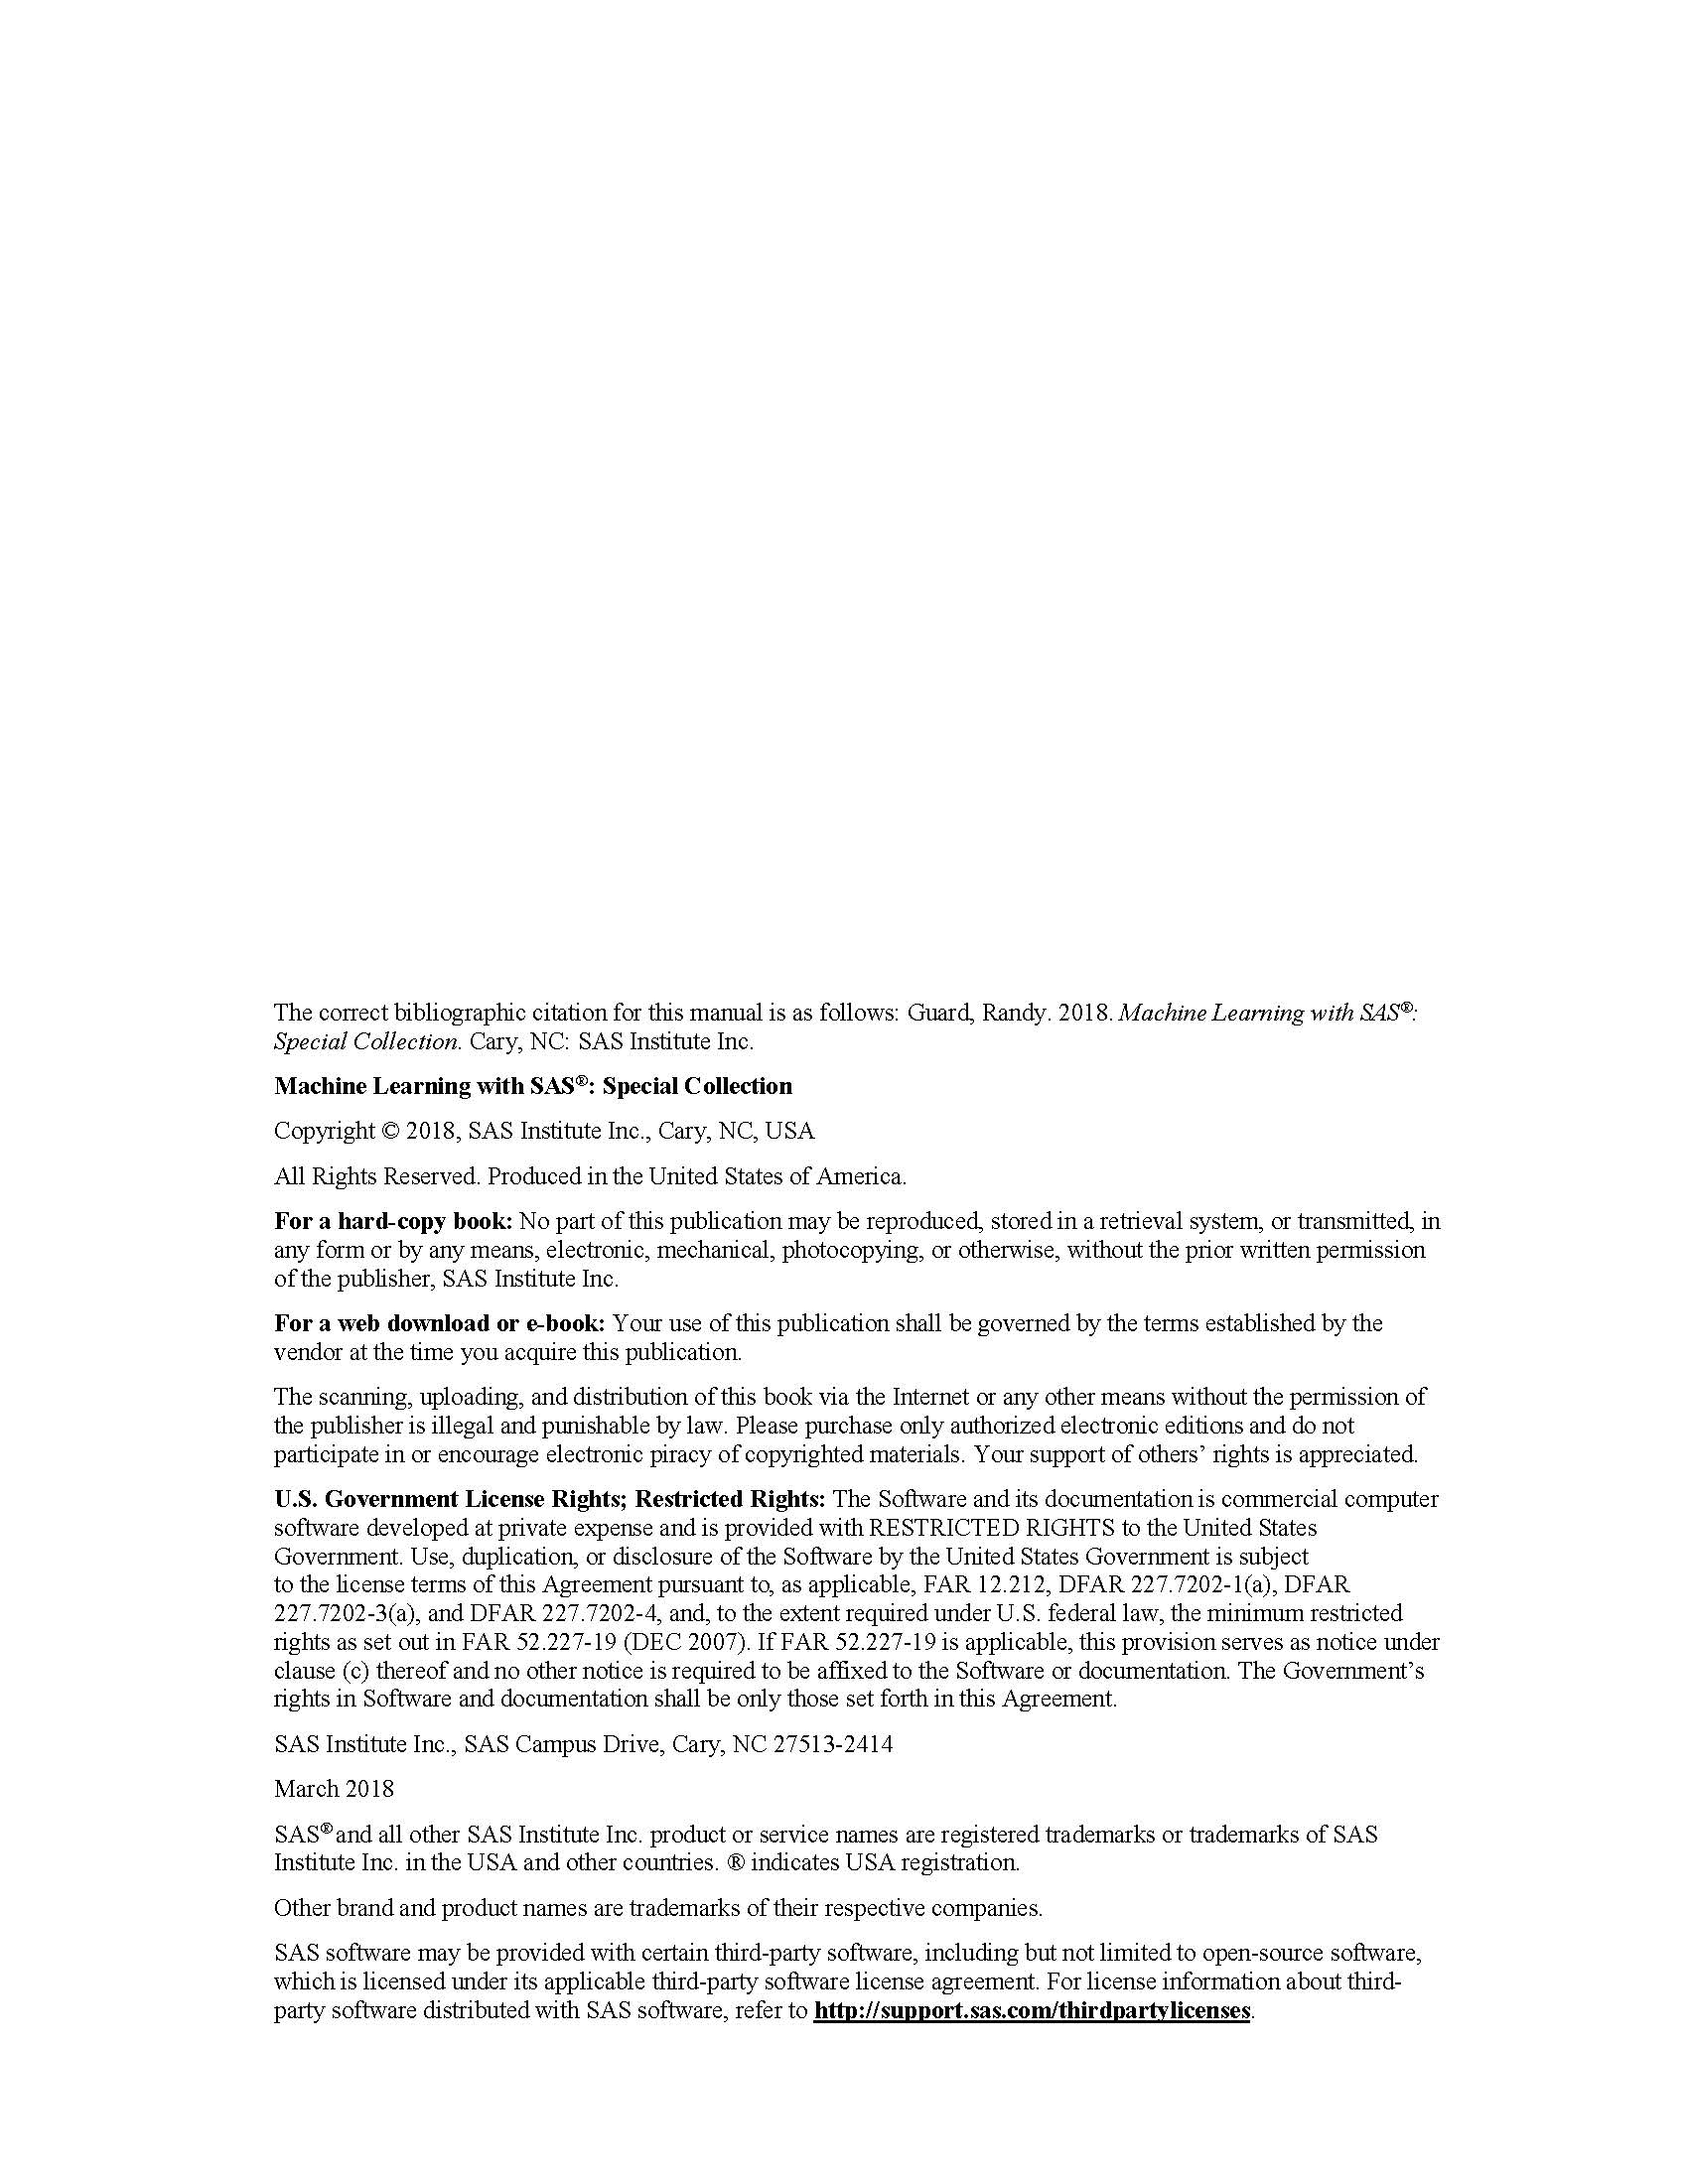 The correct bibliographic citation for this manual is as follows: Guard, Randy. 2018. Machine Learning with SAS®:
Special Collection. Cary, NC: SAS Institute Inc.
Machine Learning with SAS®: Special Collection
Copyright © 2018, SAS Institute Inc., Cary, NC, USA
All Rights Reserved. Produced in the United States of America.
For a hard-copy book: No part of this publication may be reproduced, stored in a retrieval system, or transmitted, in
any form or by any means, electronic, mechanical, photocopying, or otherwise, without the prior written permission
of the publisher, SAS Institute Inc.
For a web download or e-book: Your use of this publication shall be governed by the terms established by the
vendor at the time you acquire this publication.
The scanning, uploading, and distribution of this book via the Internet or any other means without the permission of
the publisher is illegal and punishable by law. Please purchase only authorized electronic editions and do not
participate in or encourage electronic piracy of copyrighted materials. Your support of others’ rights is appreciated.
U.S. Government License Rights; Restricted Rights: The Software and its documentation is commercial computer
software developed at private expense and is provided with RESTRICTED RIGHTS to the United States
Government. Use, duplication, or disclosure of the Software by the United States Government is subject
to the license terms of this Agreement pursuant to, as applicable, FAR 12.212, DFAR 227.7202-1(a), DFAR
227.7202-3(a), and DFAR 227.7202-4, and, to the extent required under U.S. federal law, the minimum restricted
rights as set out in FAR 52.227-19 (DEC 2007). If FAR 52.227-19 is applicable, this provision serves as notice under
clause (c) thereof and no other notice is required to be affixed to the Software or documentation. The Government’s
rights in Software and documentation shall be only those set forth in this Agreement.
SAS Institute Inc., SAS Campus Drive, Cary, NC 27513-2414
March 2018
SAS® and all other SAS Institute Inc. product or service names are registered trademarks or trademarks of SAS
Institute Inc. in the USA and other countries. ® indicates USA registration.
Other brand and product names are trademarks of their respective companies.
SAS software may be provided with certain third-party software, including but not limited to open-source software,
which is licensed under its applicable third-party software license agreement. For license information about third-
party software distributed with SAS software, refer to http://support.sas.com/thirdpartylicenses.